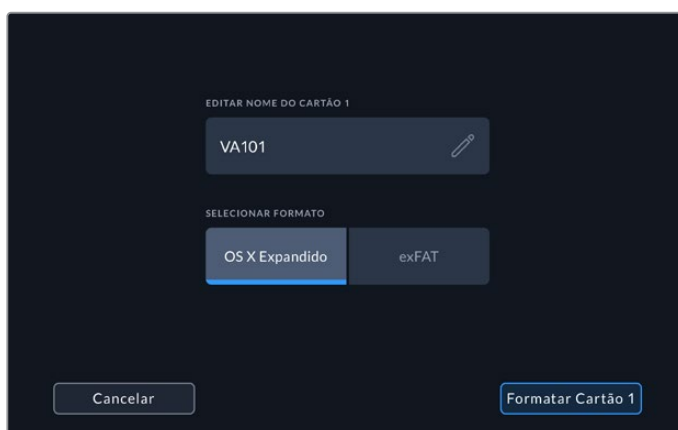 EDITAR NOME DO CARTÃO 1
VA101
SELECIONAR FORMATO
OS X Expandido
exFAT
Cancelar
Formatar Cartão 1